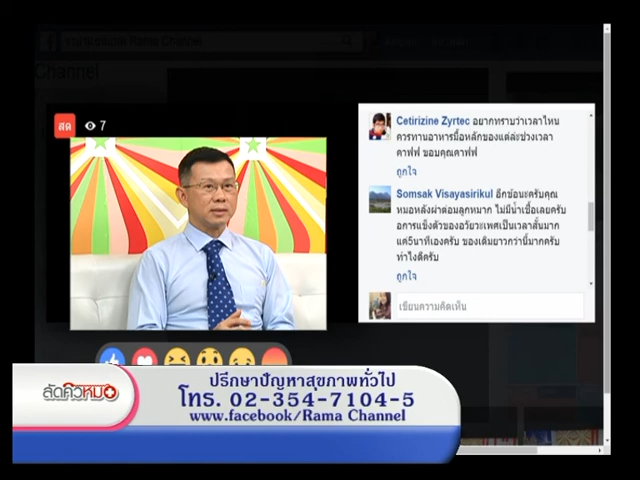 Rama Channel
Channel
สด 7
Cetirizine Zyrtec อยากทราบว่าเวลาไหน
ควรทานอาหารมื้อหลักของแต่ล่ะช่วงเวลา
คาฟฟ ขอบคุณคาฟฟ
ถูกใจ
Somsak Visayasirikul อีกข้อนะครับคุณ
หมอหลังผ่าต่อมลูกหมาก ไม่มีน้ำเชื้อเลยครับ
อการแข็งตัวของอวัยวะเพศเป็นเวลาสั้นมาก
แค่5นาทีเองครับ ของเดิมยาวกว่านี้มากครับ
ทำไงดีครับ
ถูกใจ
เขียนความคิดเห็น
ลัดคิวหมอ
ปรึกษาปัญหาสุขภาพทั่วไป
โทร. 02-354-7104-5
www.facebook/Rama Channel